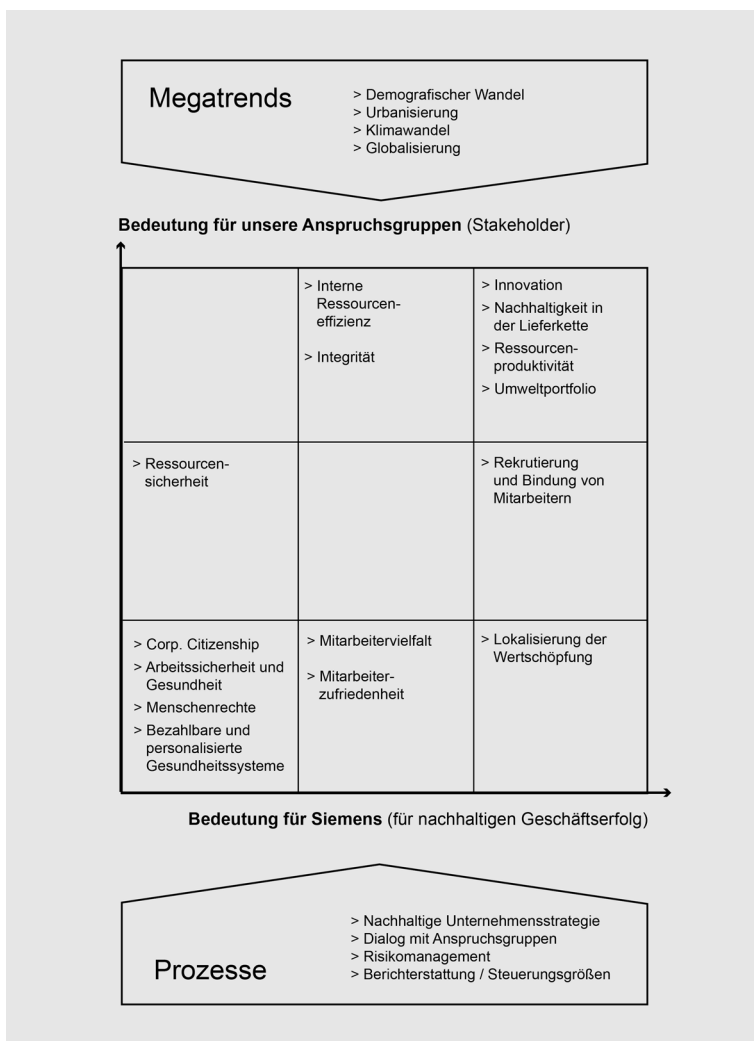 Megatrends
> Demografischer Wandel
> Urbanisierung
> Klimawandel
> Globalisierung
Bedeutung für unsere Anspruchsgruppen (Stakeholder)
> Interne
Ressourcen-
effizienz
> Integrität
> Innovation
> Nachhaltigkeit in
der Lieferkette
> Ressourcen-
produktivität
> Umweltportfolio
> Ressourcen-
sicherheit
> Rekrutierung
und Bindung von
Mitarbeitern
> Corp. Citizenship
> Arbeitssicherheit und
Gesundheit
> Menschenrechte
> Bezahlbare und
personalisierte
Gesundheitssysteme
> Mitarbeitervielfalt
> Mitarbeiter-
zufriedenheit
> Lokalisierung der
Wertschöpfung
Bedeutung für Siemens (für nachhaltigen Geschäftserfolg)
Prozesse
> Nachhaltige Unternehmensstrategie
> Dialog mit Anspruchsgruppen
> Risikomanagement
> Berichterstattung / Steuerungsgrößen